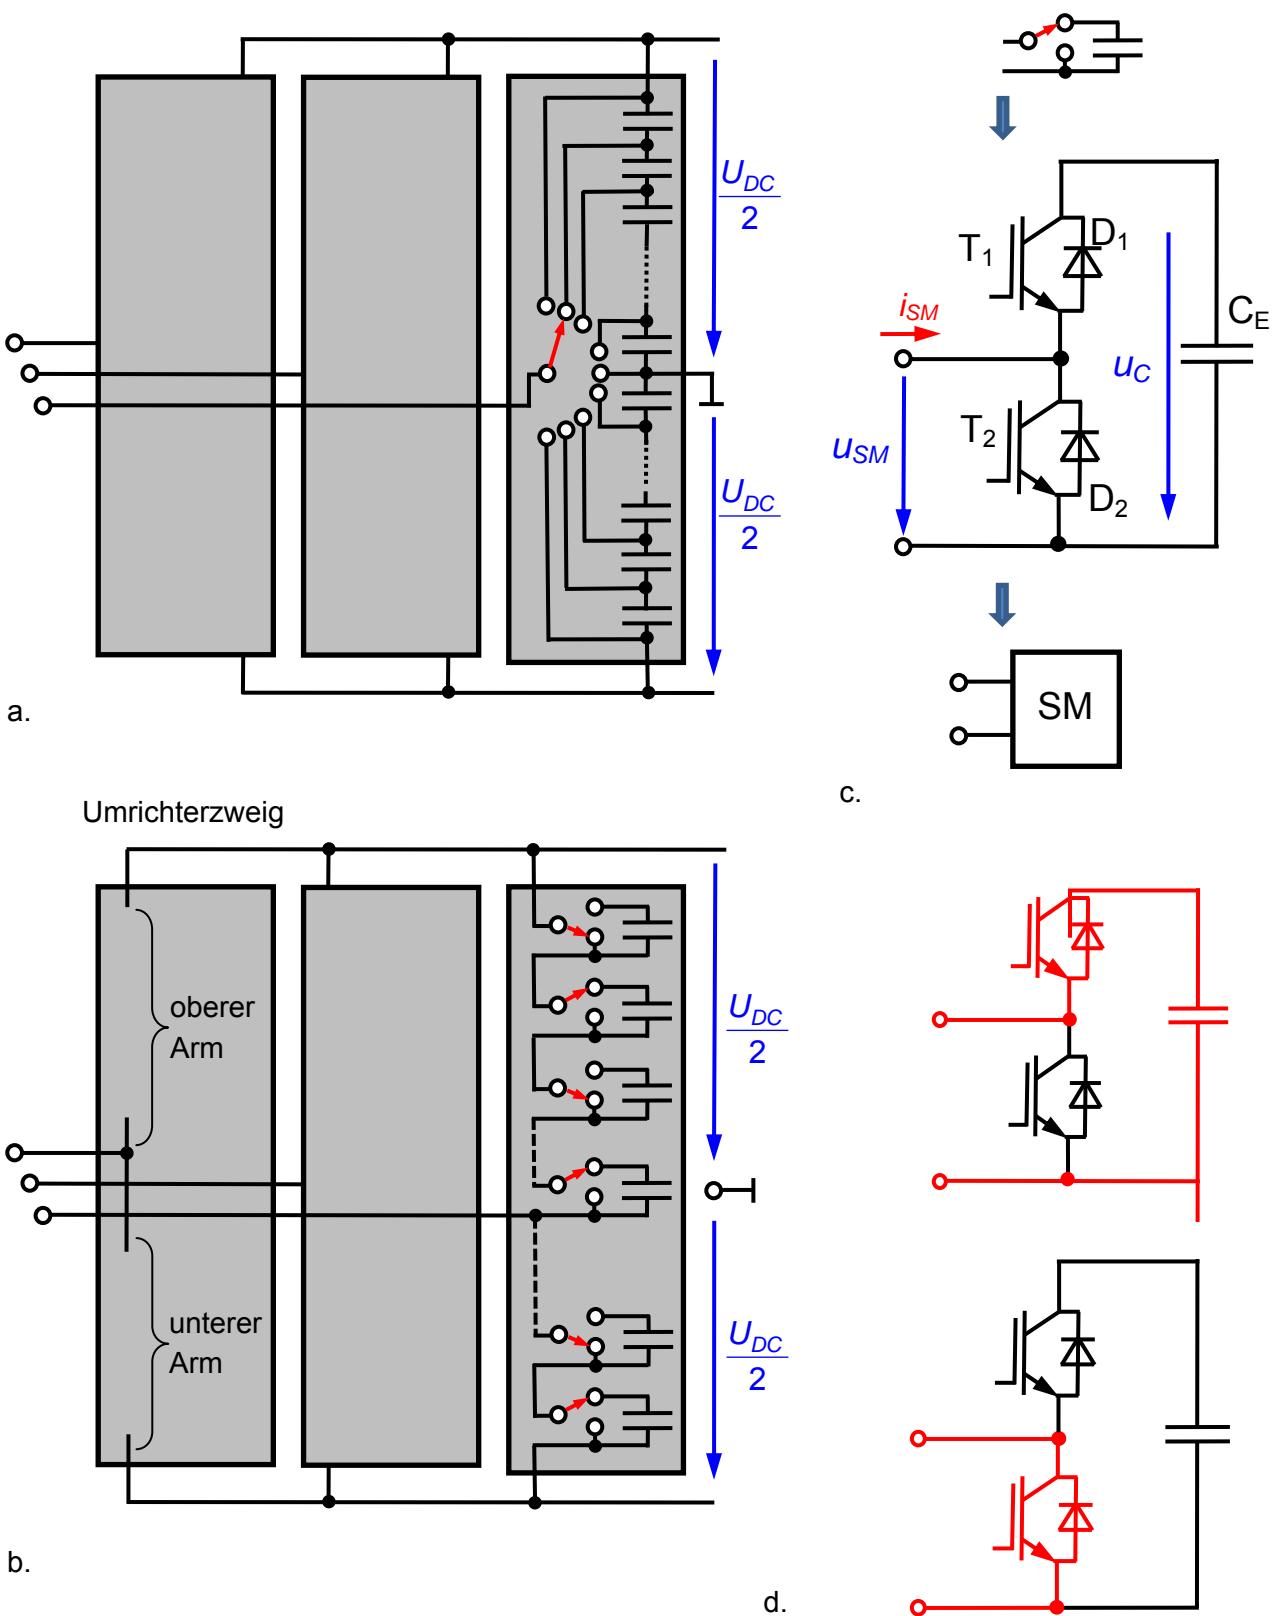 U_DC
2
U_DC
2
a.
T1
D1
i_SM
C_E
u_C
T2
u_SM
D2
SM
c.
Umrichterzweig
oberer
Arm
U_DC
2
unterer
Arm
U_DC
2
b.
d.